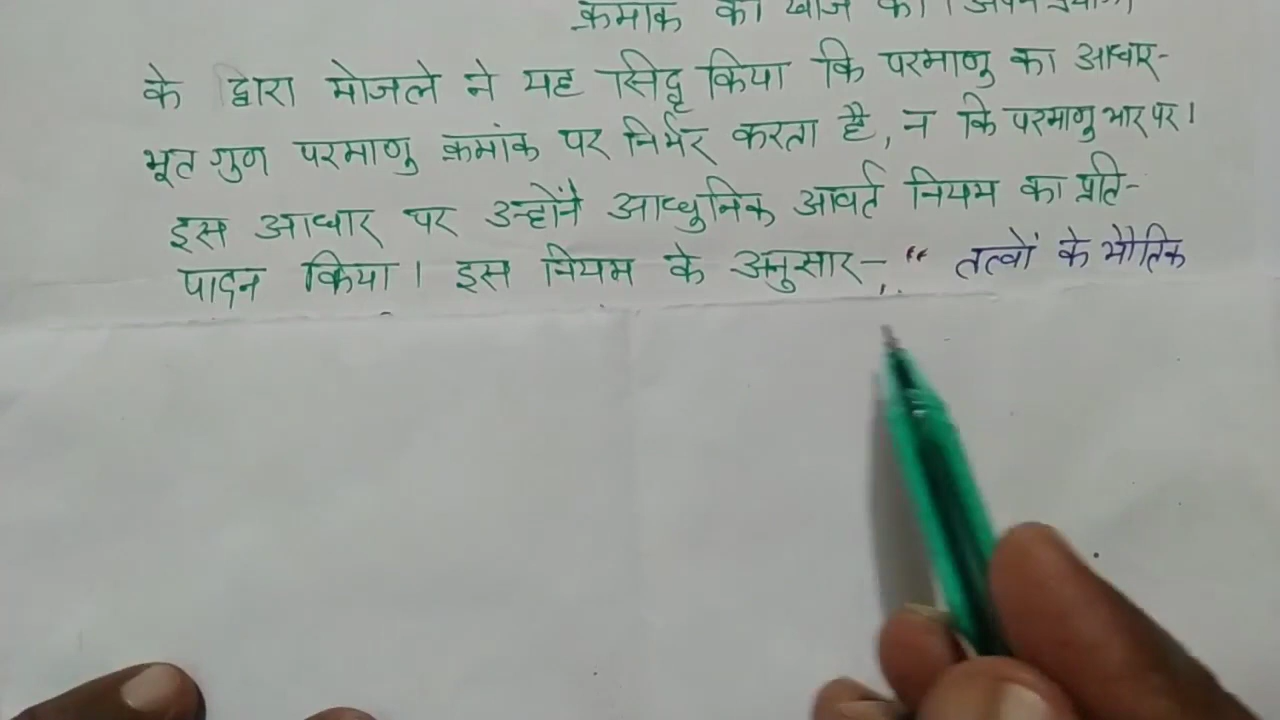 क्रमांक की खोज की।
के द्वारा मोजले ने यह सिद्ध किया कि परमाणु का आधार-
भूत गुण परमाणु क्रमांक पर निर्भर करता है, न कि परमाणु भार पर।
इस आधार पर उन्होंने आधुनिक आवर्त नियम का प्रति-
पादन किया। इस नियम के अनुसार- “ तत्वों के भौतिक